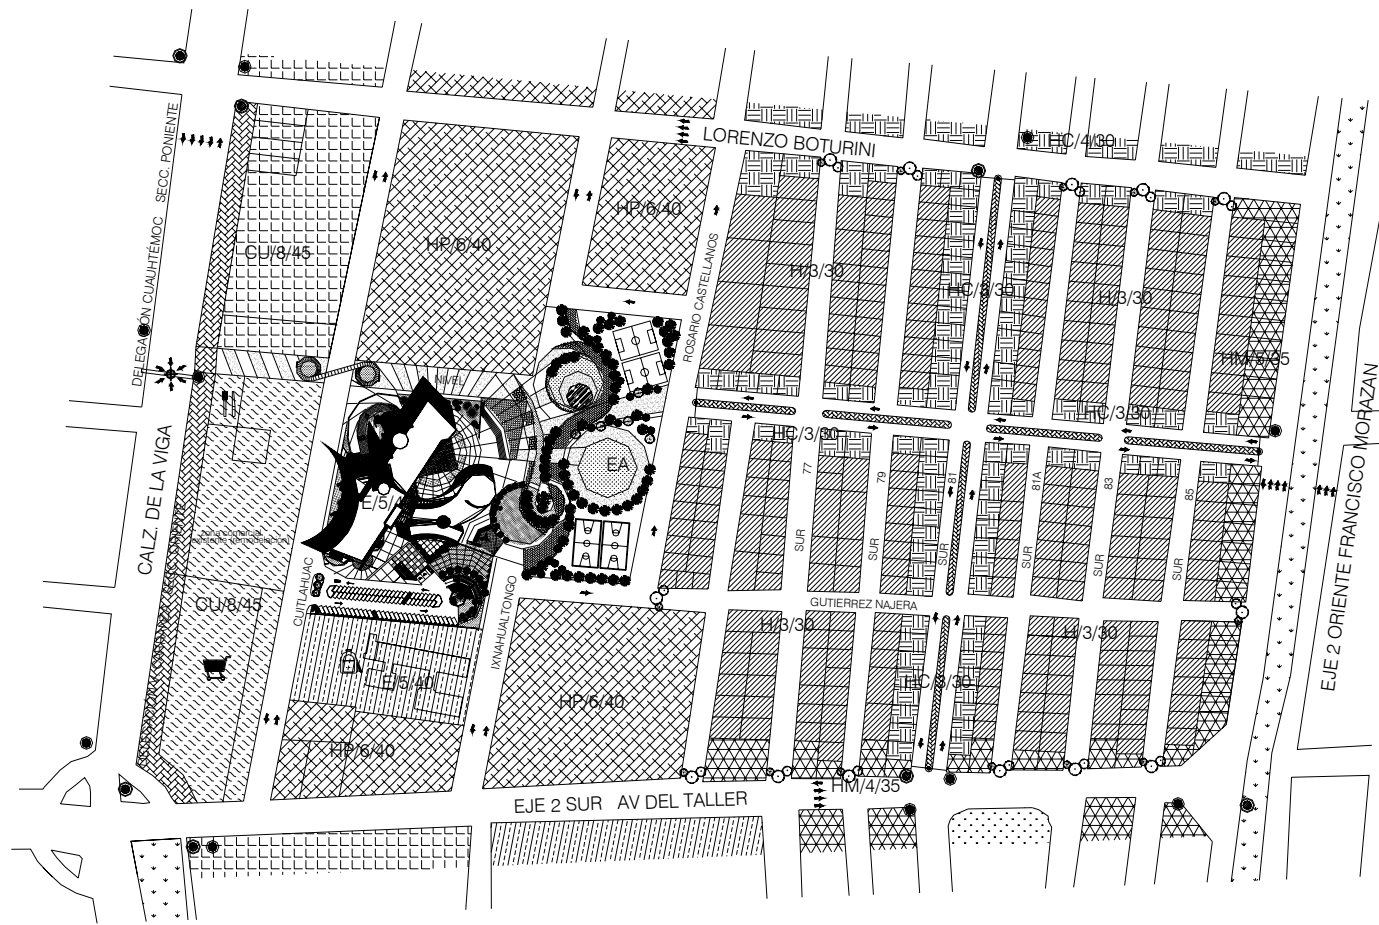 LORENZO BOTURINI
HC/4/30
DELEGACIÓN CUAUHTÉMOC SECC. PONIENTE
CU/8/45
HP/6/40
HP/6/40
ROSARIO CASTELLANOS
H/3/30
HC/3/30
H/3/30
NIVEL
HC/3/30
HC/3/30
EJE 2 ORIENTE FRANCISCO MORAZAN
CALZ. DE LA VIGA
EA
SUR 77
SUR 79
SUR 81
SUR 81A
SUR 83
SUR 85
zona comercial
CU/8/45
CUITLAHUAC
IXNAHUALTONGO
GUTIERREZ NAJERA
H/3/30
H/3/30
E/5/40
HC/3/30
HP/6/40
HP/6/40
HM/4/35
EJE 2 SUR AV DEL TALLER